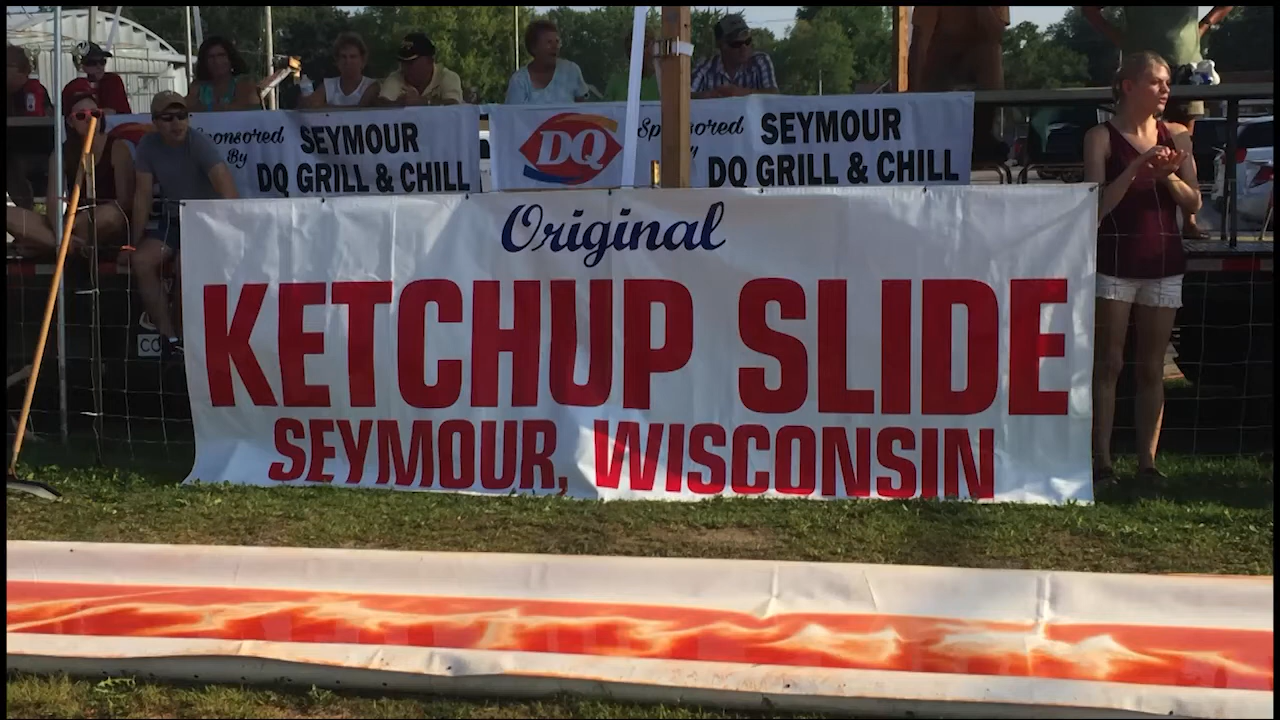 Sponsored
By
SEYMOUR
DQ GRILL & CHILL
DQ
Sponsored
SEYMOUR
DQ GRILL & CHILL
Original
KETCHUP SLIDE
SEYMOUR, WISCONSIN